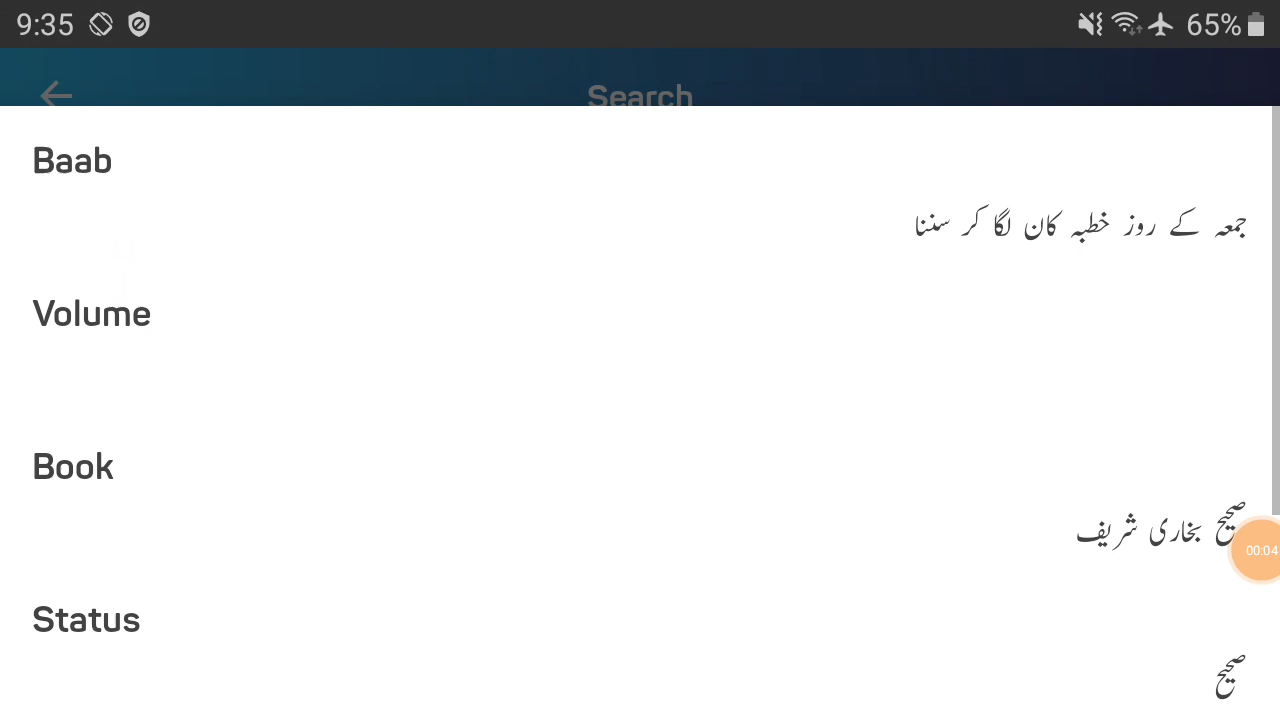 9:35 65%
Search
Baab
جمعہ کے روز خطبہ کان لگا کر سننا
Volume
Book
صحیح بخاری شریف
00:04
Status
صحیح